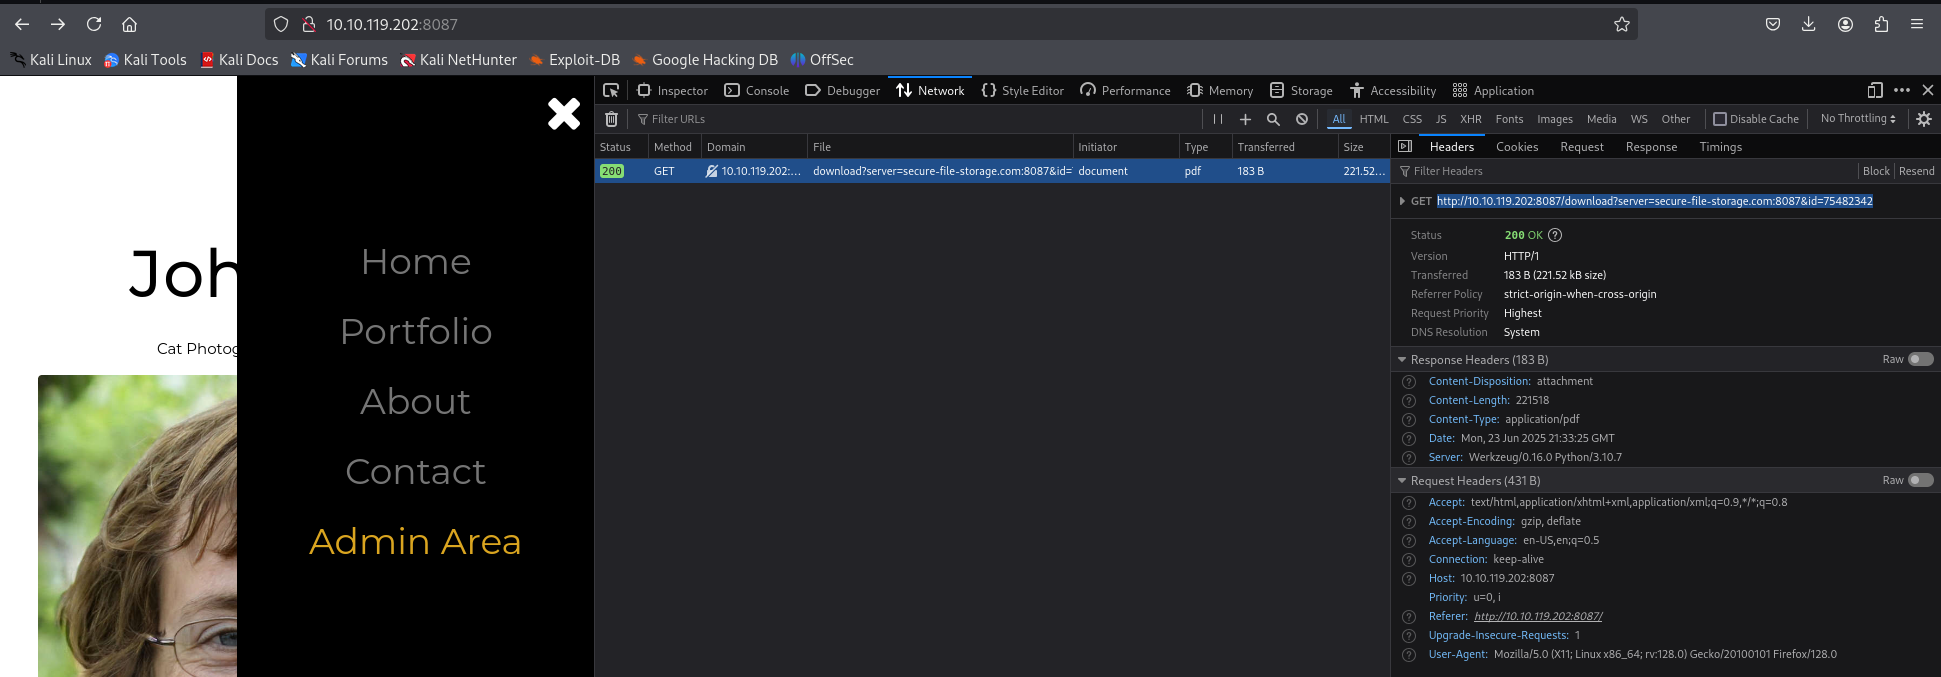 10.10.119.202:8087
Kali Linux Kali Tools Kali Docs Kali Forums Kali NetHunter Exploit-DB Google Hacking DB OffSec
Joh
Cat Photog
Home
Portfolio
About
Contact
Admin Area
Inspector Console Debugger Network Style Editor Performance Memory Storage Accessibility Application
Filter URLs All HTML CSS JS XHR Fonts Images Media WS Other Disable Cache No Throttling
Status Method Domain File Initiator Type Transferred Size
200 GET 10.10.119.202:... download?server=secure-file-storage.com:8087&id= document pdf 183 B 221.52...
Headers Cookies Request Response Timings
Filter Headers Block Resend
GET http://10.10.119.202:8087/download?server=secure-file-storage.com:8087&id=75482342
Status 200 OK
Version HTTP/1
Transferred 183 B (221.52 kB size)
Referrer Policy strict-origin-when-cross-origin
Request Priority Highest
DNS Resolution System
Response Headers (183 B) Raw
Content-Disposition: attachment
Content-Length: 221518
Content-Type: application/pdf
Date: Mon, 23 Jun 2025 21:33:25 GMT
Server: Werkzeug/0.16.0 Python/3.10.7
Request Headers (431 B) Raw
Accept: text/html,application/xhtml+xml,application/xml;q=0.9,*/*;q=0.8
Accept-Encoding: gzip, deflate
Accept-Language: en-US,en;q=0.5
Connection: keep-alive
Host: 10.10.119.202:8087
Priority: u=0, i
Referer: http://10.10.119.202:8087/
Upgrade-Insecure-Requests: 1
User-Agent: Mozilla/5.0 (X11; Linux x86_64; rv:128.0) Gecko/20100101 Firefox/128.0